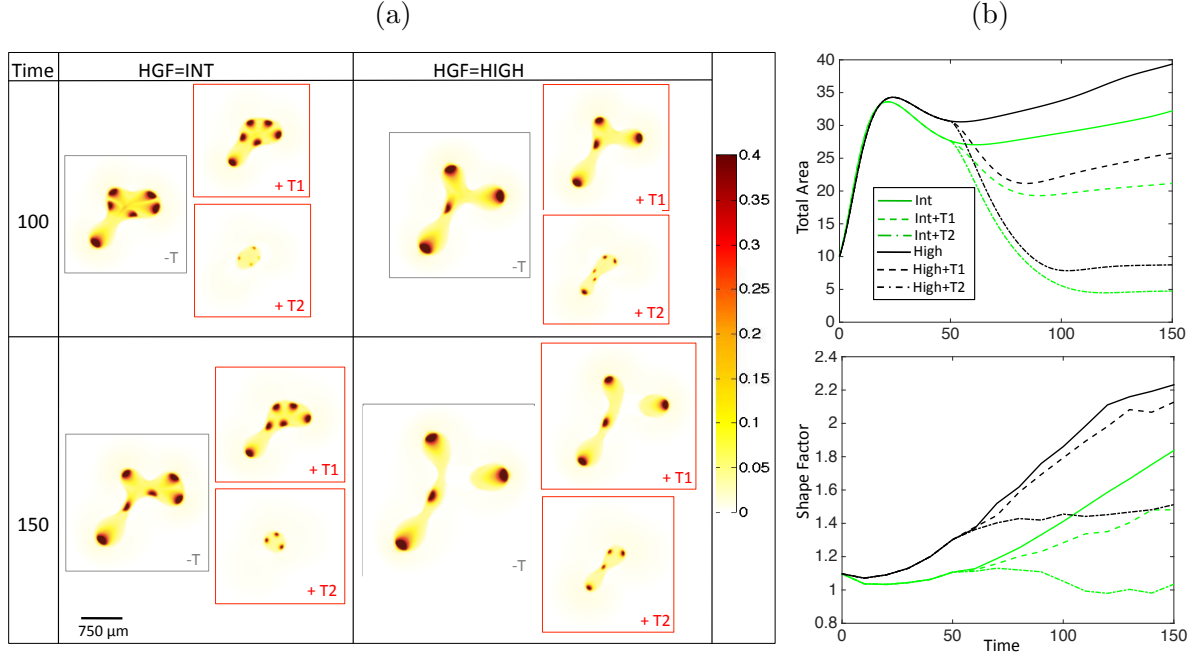 (a)
(b)
Time
HGF=INT
HGF=HIGH
100
+ T1
-T
+ T2
+ T1
-T
+ T2
150
+ T1
-T
+ T2
+ T1
-T
+ T2
750 μm
0.4
0.35
0.3
0.25
0.2
0.15
0.1
0.05
0
Total Area
40
35
30
25
20
15
10
5
0
Int
Int+T1
Int+T2
High
High+T1
High+T2
0
50
100
150
Shape Factor
2.4
2.2
2
1.8
1.6
1.4
1.2
1
0.8
0
50
100
150
Time